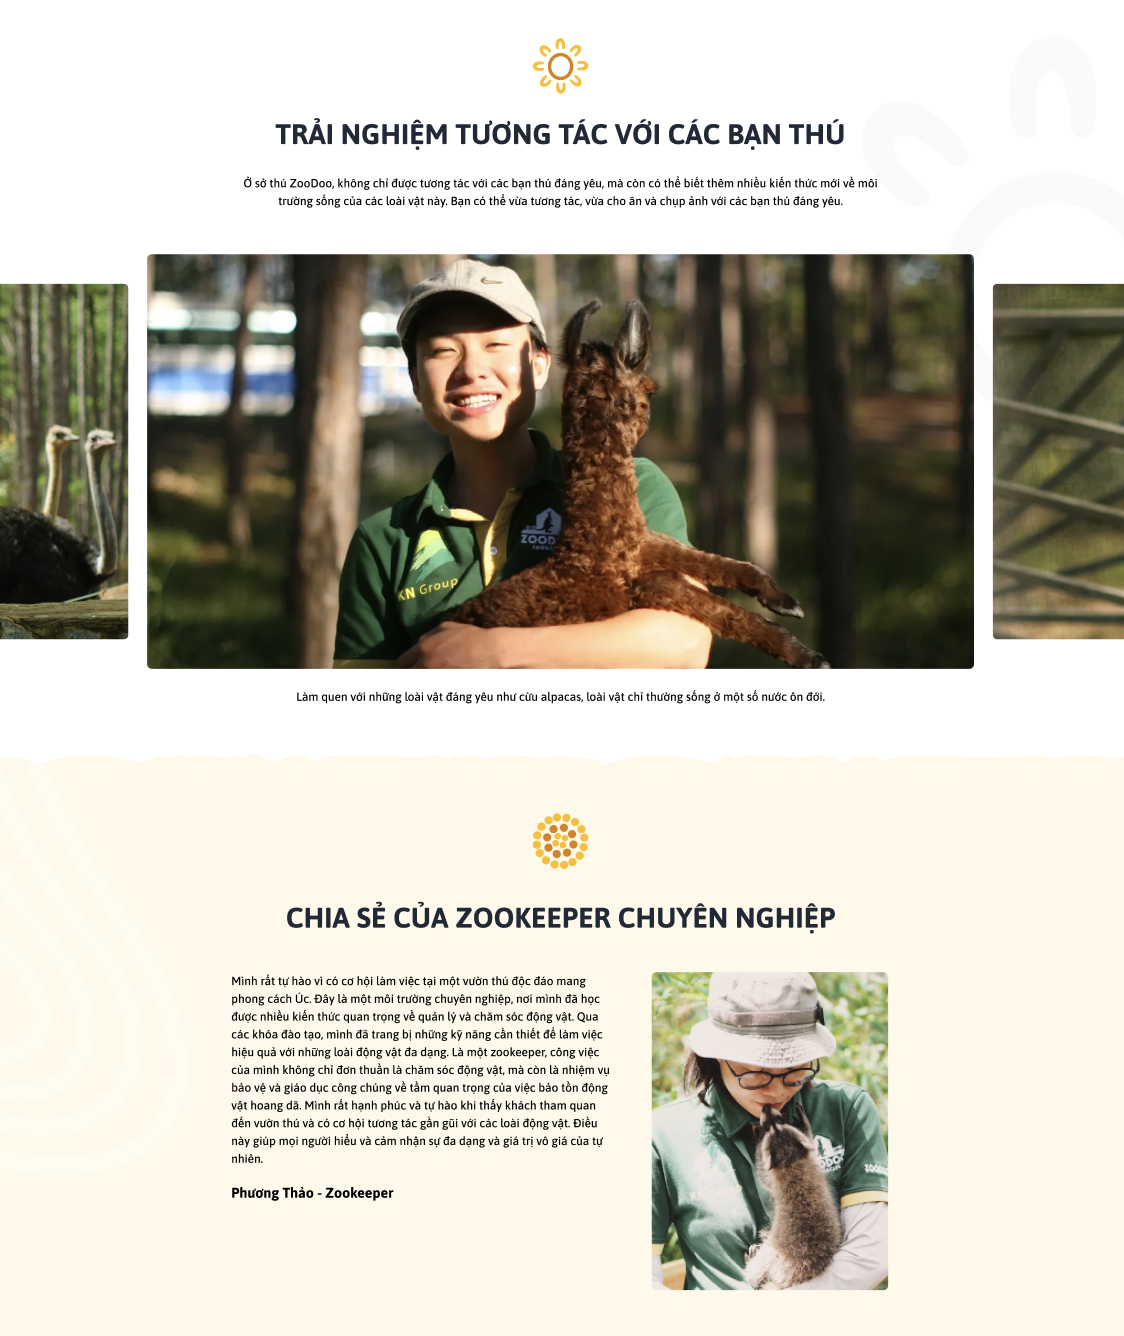 TRẢI NGHIỆM TƯƠNG TÁC VỚI CÁC BẠN THÚ
Ở sở thú ZooDoo, không chỉ được tương tác với các bạn thú đáng yêu, mà còn có thể biết thêm nhiều kiến thức mới về môi
trường sống của các loài vật này. Bạn có thể vừa tương tác, vừa cho ăn và chụp ảnh với các bạn thú đáng yêu.
KN Group
Làm quen với những loài vật đáng yêu như cừu alpacas, loài vật chỉ thường sống ở một số nước ôn đới.
CHIA SẺ CỦA ZOOKEEPER CHUYÊN NGHIỆP
Mình rất tự hào vì có cơ hội làm việc tại một vườn thú độc đáo mang
phong cách Úc. Đây là một môi trường chuyên nghiệp, nơi mình đã học
được nhiều kiến thức quan trọng về quản lý và chăm sóc động vật. Qua
các khóa đào tạo, mình đã trang bị những kỹ năng cần thiết để làm việc
hiệu quả với những loài động vật đa dạng. Là một zookeeper, công việc
của mình không chỉ đơn thuần là chăm sóc động vật, mà còn là nhiệm vụ
bảo vệ và giáo dục công chúng về tầm quan trọng của việc bảo tồn động
vật hoang dã. Mình rất hạnh phúc và tự hào khi thấy khách tham quan
đến vườn thú và có cơ hội tương tác gần gũi với các loài động vật. Điều
này giúp mọi người hiểu và cảm nhận sự đa dạng và giá trị vô giá của tự
nhiên.
Phương Thảo - Zookeeper